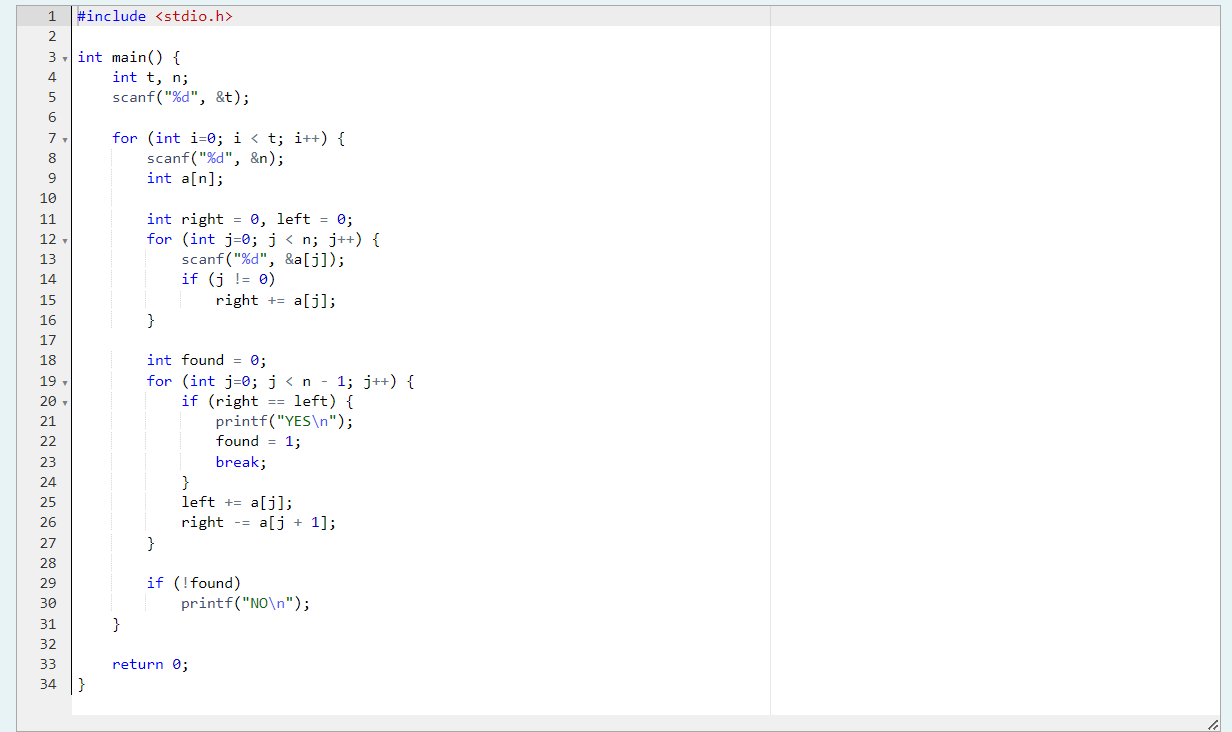 1 #include <stdio.h>
2
3 int main() {
4     int t, n;
5     scanf("%d", &t);
6
7     for (int i=0; i < t; i++) {
8         scanf("%d", &n);
9         int a[n];
10
11         int right = 0, left = 0;
12         for (int j=0; j < n; j++) {
13             scanf("%d", &a[j]);
14             if (j != 0)
15                 right += a[j];
16         }
17
18         int found = 0;
19         for (int j=0; j < n - 1; j++) {
20             if (right == left) {
21                 printf("YES\n");
22                 found = 1;
23                 break;
24             }
25             left += a[j];
26             right -= a[j + 1];
27         }
28
29         if (!found)
30             printf("NO\n");
31     }
32
33     return 0;
34 }